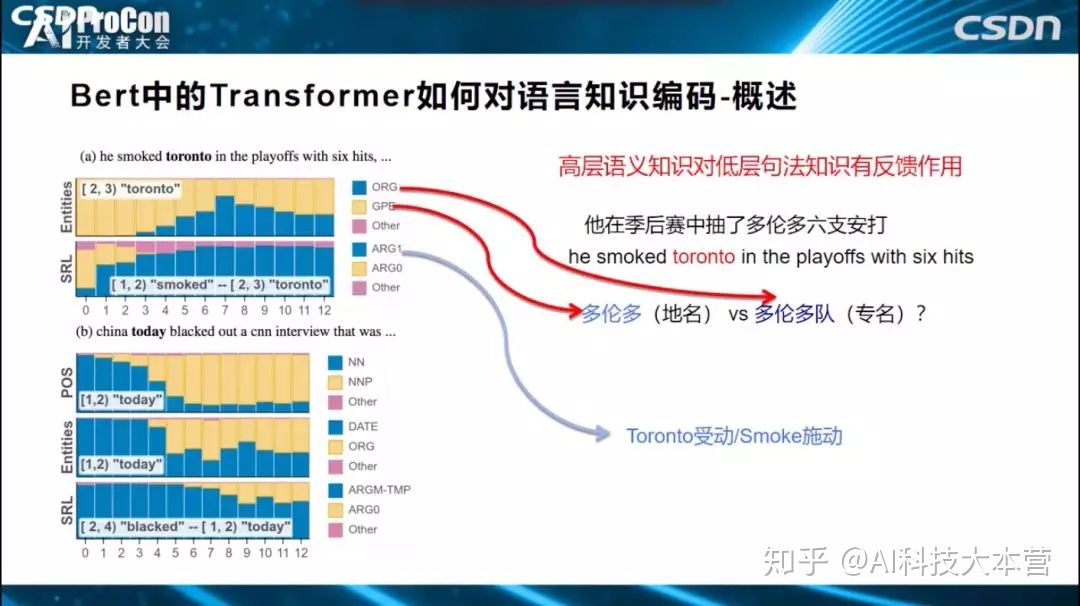 CSDN
AI ProCon
开发者大会
CSDN
Bert中的Transformer如何对语言知识编码-概述
(a) he smoked toronto in the playoffs with six hits, ...
Entities
[ 2, 3) "toronto"
ORG
GPE
Other
SRL
[ 1, 2) "smoked" -- [ 2, 3) "toronto"
ARG1
ARG0
Other
0 1 2 3 4 5 6 7 8 9 10 11 12
(b) china today blacked out a cnn interview that was ...
POS
[1,2) "today"
NN
NNP
Other
Entities
[1,2) "today"
DATE
ORG
Other
SRL
[ 2, 4) "blacked" -- [ 1, 2) "today"
ARGM-TMP
ARG0
Other
0 1 2 3 4 5 6 7 8 9 10 11 12
高层语义知识对低层句法知识有反馈作用
他在季后赛中抽了多伦多六支安打
he smoked toronto in the playoffs with six hits
多伦多（地名） vs 多伦多队（专名）？
Toronto受动/Smoke施动
知乎 @AI科技大本营